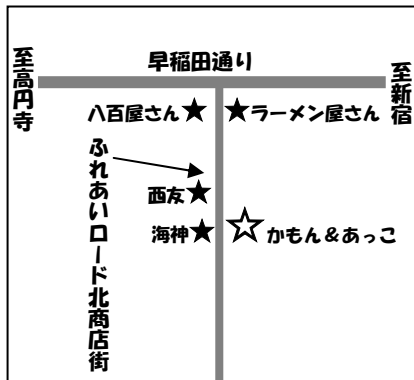 早稲田通り
至高円寺
至新宿
八百屋さん★
★ラーメン屋さん
ふれあいロード北商店街
西友★
海神★
☆かもん&あっこ